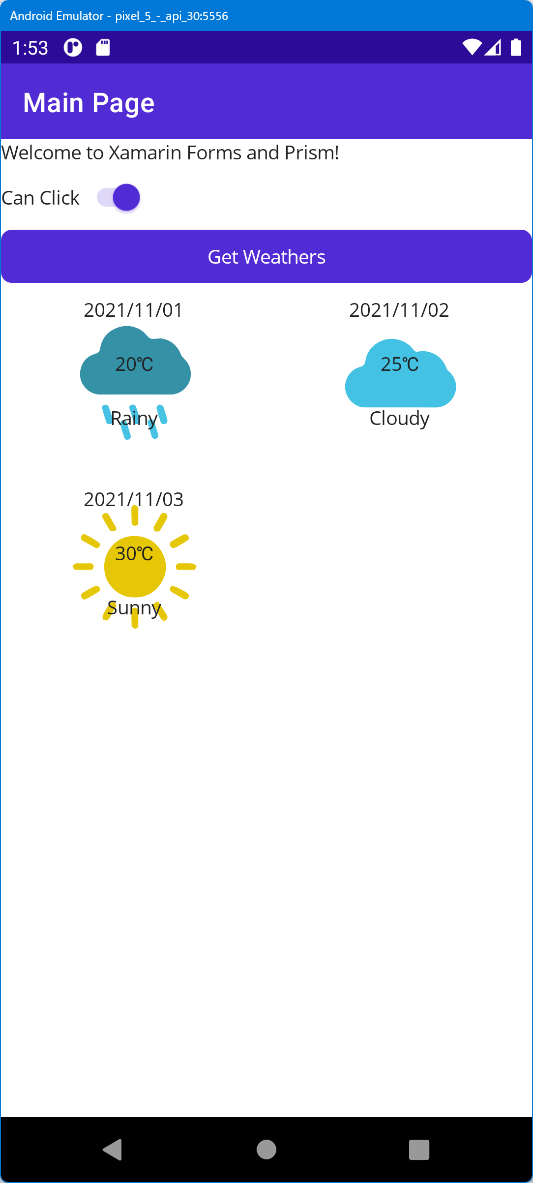 Android Emulator - pixel_5_-_api_30:5556
1:53
Main Page
Welcome to Xamarin Forms and Prism!
Can Click
Get Weathers
2021/11/01
20℃
Rainy
2021/11/02
25℃
Cloudy
2021/11/03
30℃
Sunny